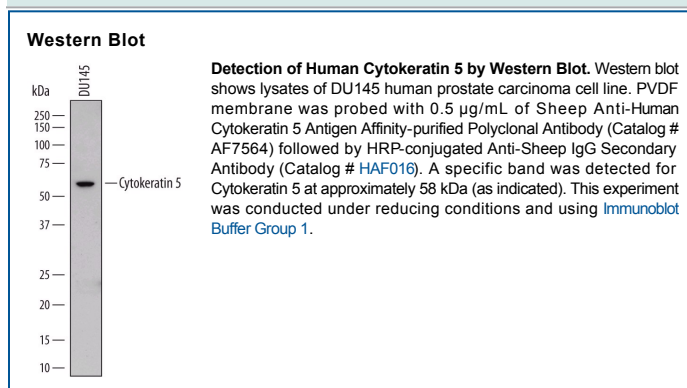 Western Blot
kDa
DU145
250
150
100
75
50
37
25
20
15
10
Cytokeratin 5
Detection of Human Cytokeratin 5 by Western Blot. Western blot
shows lysates of DU145 human prostate carcinoma cell line. PVDF
membrane was probed with 0.5 µg/mL of Sheep Anti-Human
Cytokeratin 5 Antigen Affinity-purified Polyclonal Antibody (Catalog #
AF7564) followed by HRP-conjugated Anti-Sheep IgG Secondary
Antibody (Catalog # HAF016). A specific band was detected for
Cytokeratin 5 at approximately 58 kDa (as indicated). This experiment
was conducted under reducing conditions and using Immunoblot
Buffer Group 1.